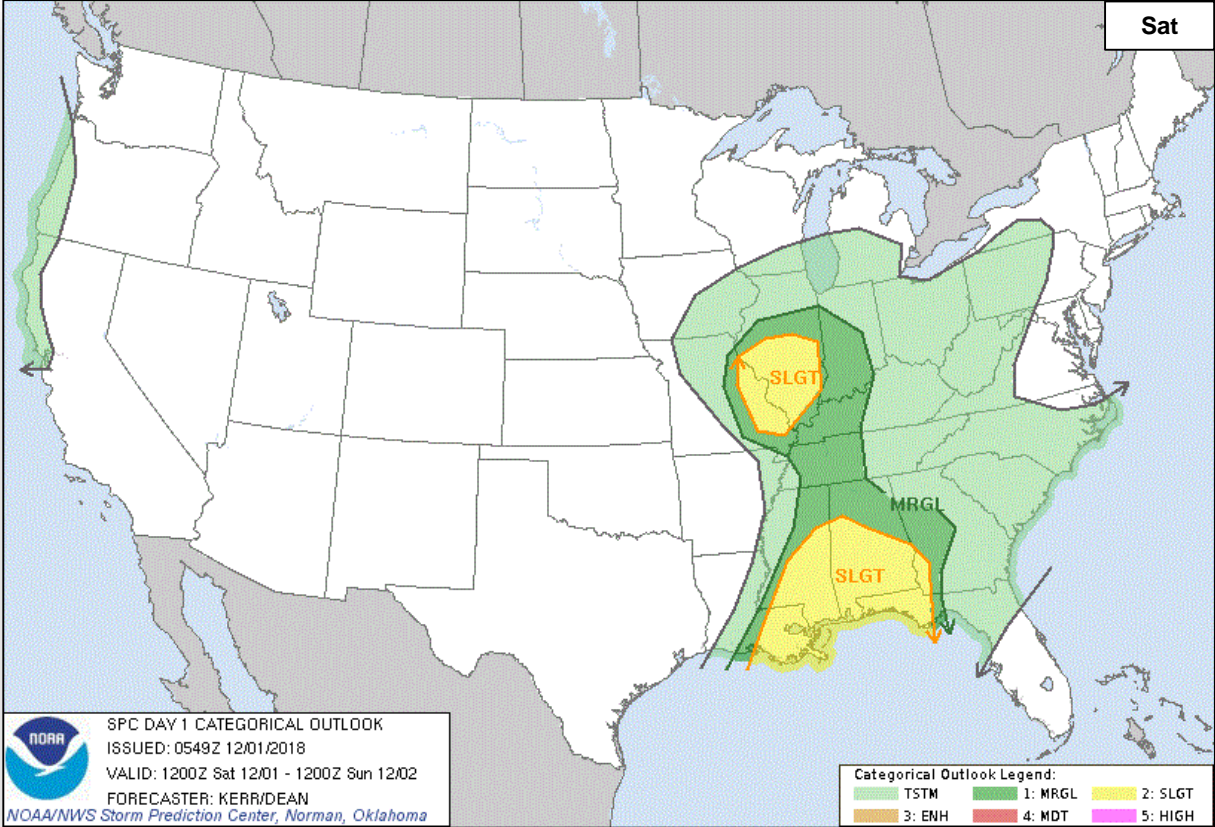 Sat
SLGT
MRGL
SLGT
NOAA
SPC DAY 1 CATEGORICAL OUTLOOK
ISSUED: 0549Z 12/01/2018
VALID: 1200Z Sat 12/01 - 1200Z Sun 12/02
FORECASTER: KERR/DEAN
NOAA/NWS Storm Prediction Center, Norman, Oklahoma
Categorical Outlook Legend:
TSTM 1: MRGL 2: SLGT
3: ENH 4: MDT 5: HIGH